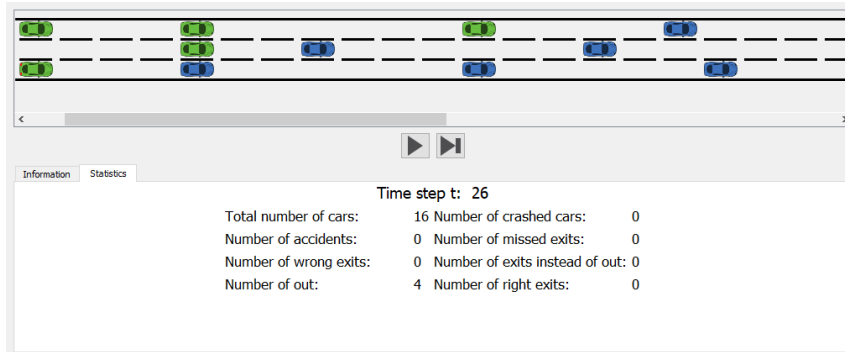 Information Statistics
Time step t: 26
Total number of cars: 16 Number of crashed cars: 0
Number of accidents: 0 Number of missed exits: 0
Number of wrong exits: 0 Number of exits instead of out: 0
Number of out: 4 Number of right exits: 0